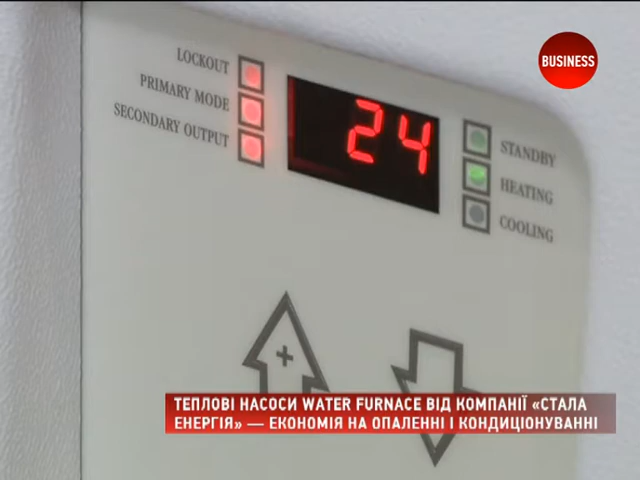 BUSINESS
LOCKOUT
PRIMARY MODE
SECONDARY OUTPUT
24
STANDBY
HEATING
COOLING
+
ТЕПЛОВІ НАСОСИ WATER FURNACE ВІД КОМПАНІЇ «СТАЛА
ЕНЕРГІЯ» — ЕКОНОМІЯ НА ОПАЛЕННІ І КОНДИЦІОНУВАННІ